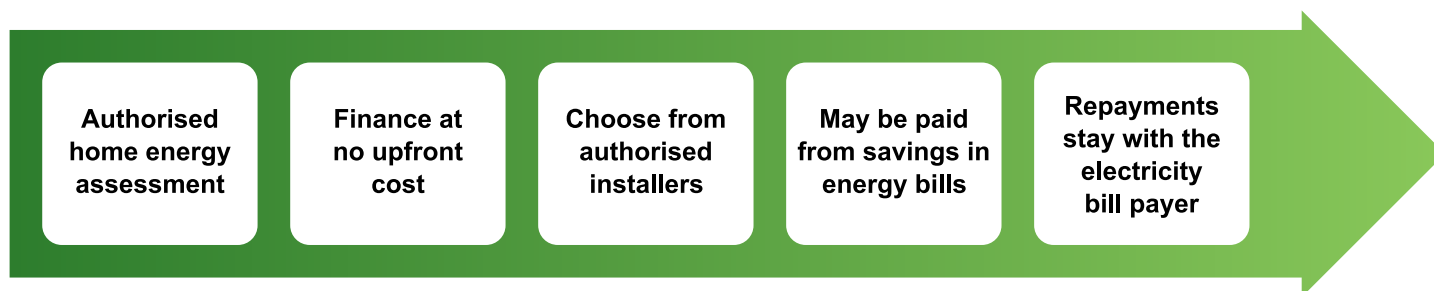 Authorised
home energy
assessment
Finance at
no upfront
cost
Choose from
authorised
installers
May be paid
from savings in
energy bills
Repayments
stay with the
electricity
bill payer